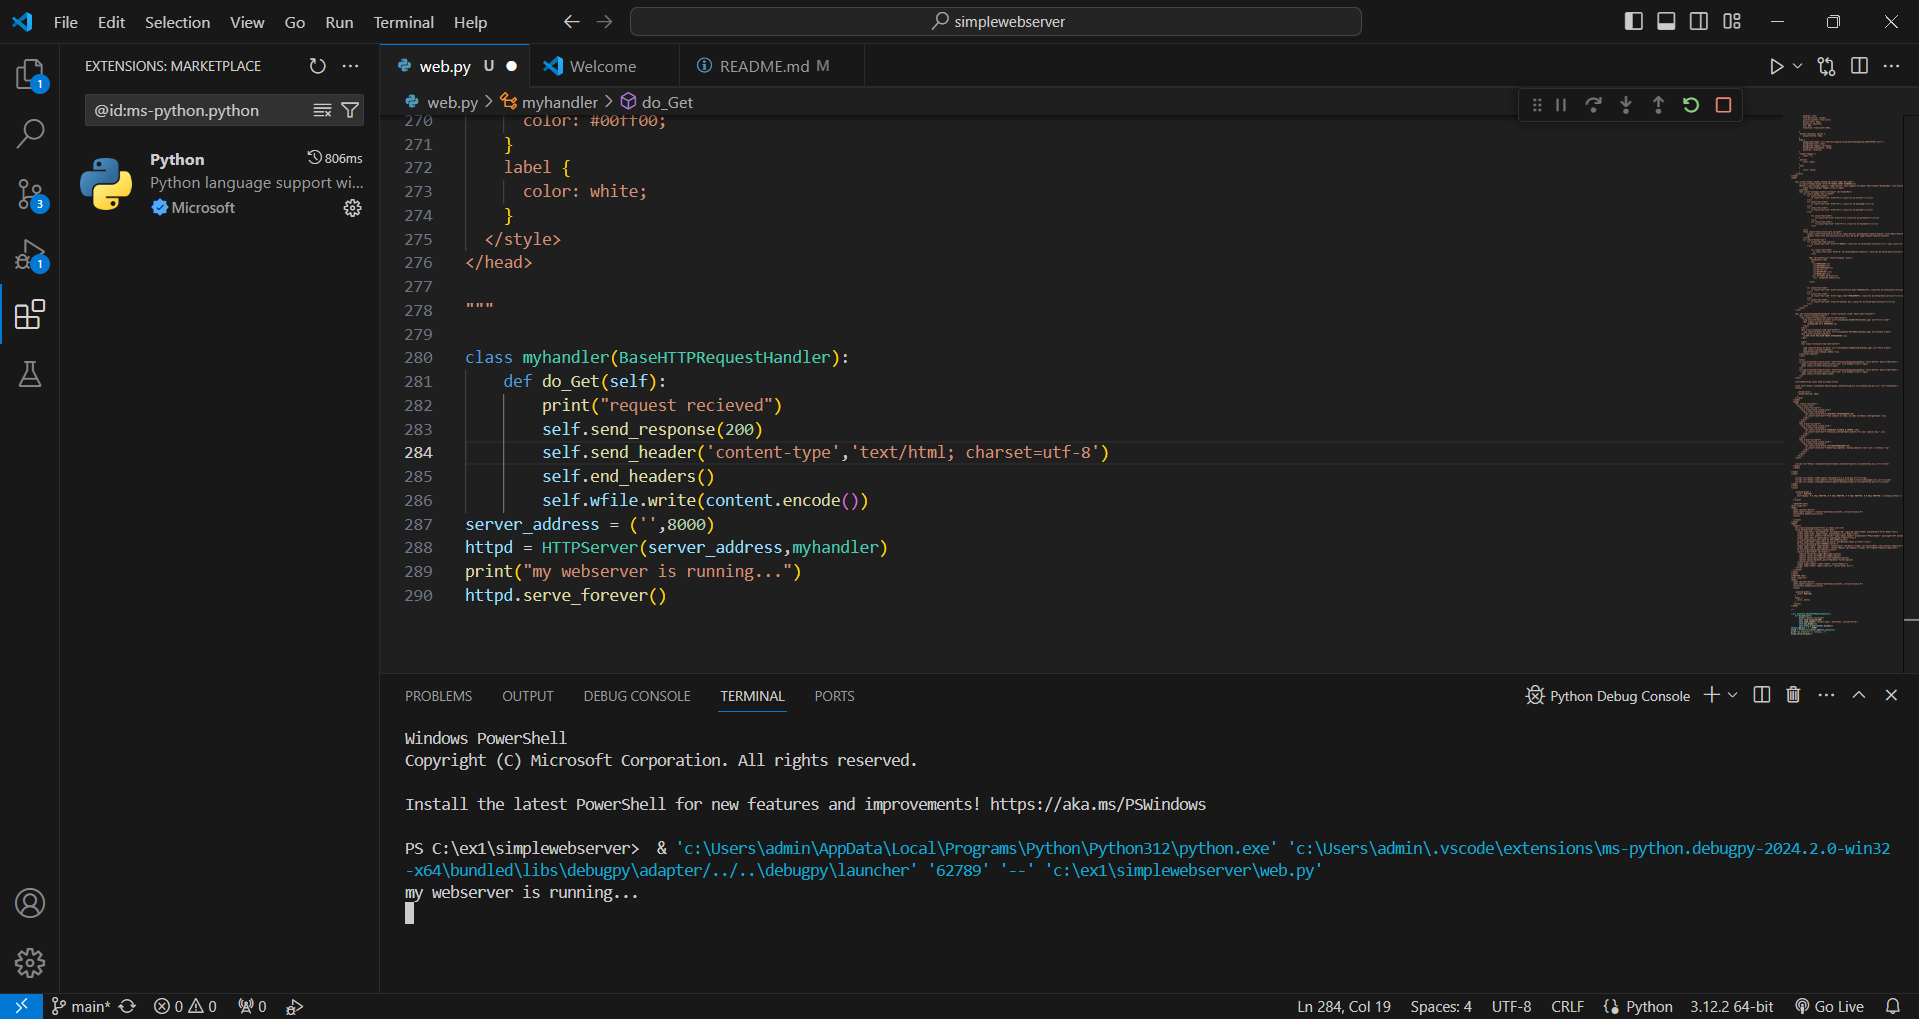 File Edit Selection View Go Run Terminal Help
simplewebserver
EXTENSIONS: MARKETPLACE
@id:ms-python.python
Python 806ms
Python language support wi...
Microsoft
1
3
1
web.py U
Welcome
README.md M
web.py > myhandler > do_Get
270 color: #00ff00;
271 }
272 label {
273 color: white;
274 }
275 </style>
276 </head>
277
278 """
279
280 class myhandler(BaseHTTPRequestHandler):
281 def do_Get(self):
282 print("request recieved")
283 self.send_response(200)
284 self.send_header('content-type','text/html; charset=utf-8')
285 self.end_headers()
286 self.wfile.write(content.encode())
287 server_address = ('',8000)
288 httpd = HTTPServer(server_address,myhandler)
289 print("my webserver is running...")
290 httpd.serve_forever()
PROBLEMS OUTPUT DEBUG CONSOLE TERMINAL PORTS
Python Debug Console
Windows PowerShell
Copyright (C) Microsoft Corporation. All rights reserved.
Install the latest PowerShell for new features and improvements! https://aka.ms/PSWindows
PS C:\ex1\simplewebserver>  & 'c:\Users\admin\AppData\Local\Programs\Python\Python312\python.exe' 'c:\Users\admin\.vscode\extensions\ms-python.debugpy-2024.2.0-win32
-x64\bundled\libs\debugpy\adapter/../..\debugpy\launcher' '62789' '--' 'c:\ex1\simplewebserver\web.py'
my webserver is running...
main* 0 0 0
Ln 284, Col 19 Spaces: 4 UTF-8 CRLF Python 3.12.2 64-bit Go Live